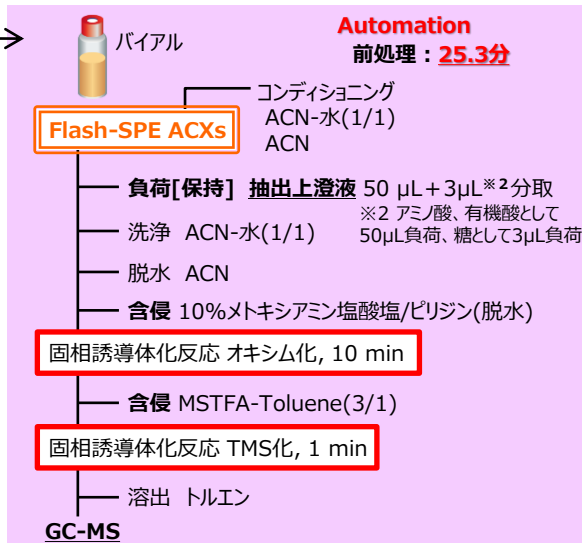 バイアル
Automation
前処理：25.3分
コンディショニング
ACN-水(1/1)
ACN
Flash-SPE ACXs
負荷[保持] 抽出上澄液 50 µL＋3µL※2分取
※2 アミノ酸、有機酸として
50µL負荷、糖として3µL負荷
洗浄 ACN-水(1/1)
脱水 ACN
含侵 10%メトキシアミン塩酸塩/ピリジン(脱水)
固相誘導体化反応 オキシム化, 10 min
含侵 MSTFA-Toluene(3/1)
固相誘導体化反応 TMS化, 1 min
溶出 トルエン
GC-MS